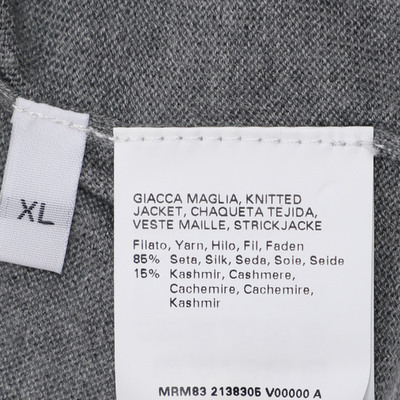 XL
GIACCA MAGLIA, KNITTED
JACKET, CHAQUETA TEJIDA,
VESTE MAILLE, STRICKJACKE
Filato, Yarn, Hilo, Fil, Faden
85% Seta, Silk, Seda, Soie, Seide
15% Kashmir, Cashmere,
Cachemire, Cachemire,
Kashmir
MRM83 2138305 V00000 A